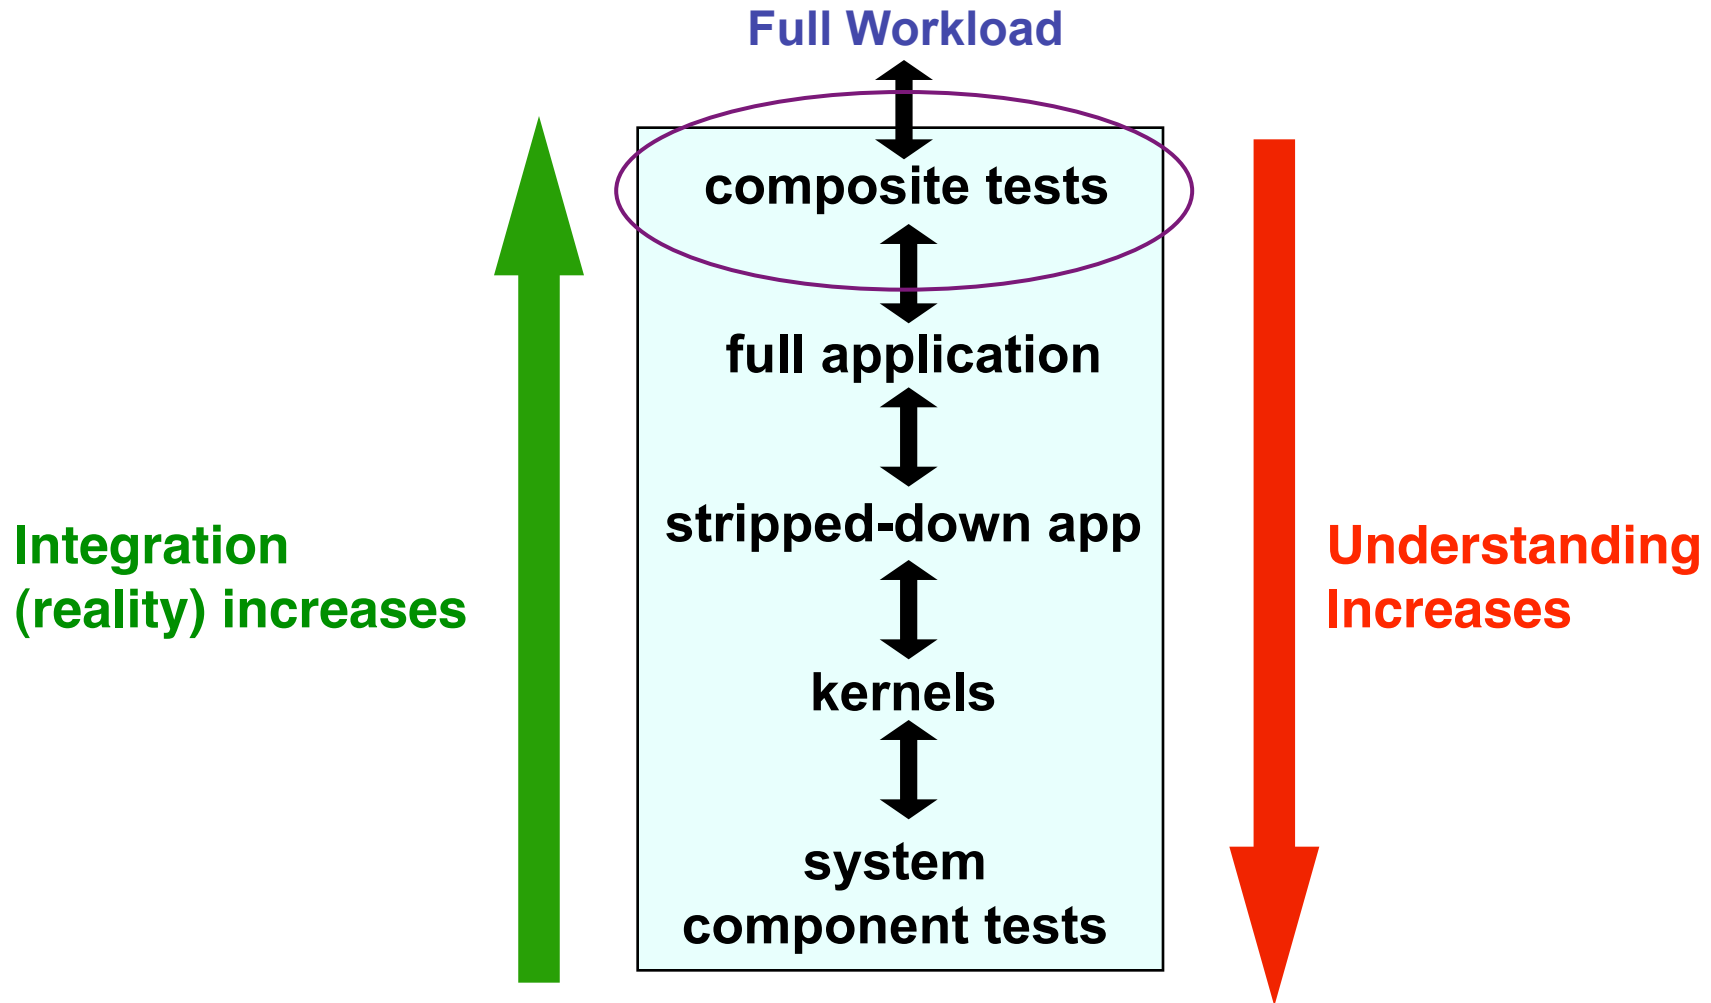 Full Workload
composite tests
full application
stripped-down app
Integration
(reality) increases
Understanding
Increases
kernels
system
component tests